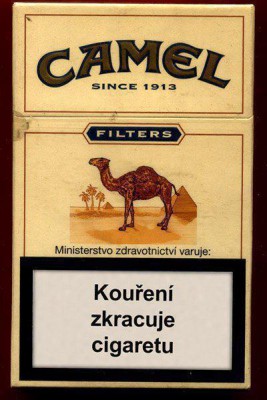 CAMEL
SINCE 1913
FILTERS
Ministerstvo zdravotnictví varuje:
Kouření
zkracuje
cigaretu